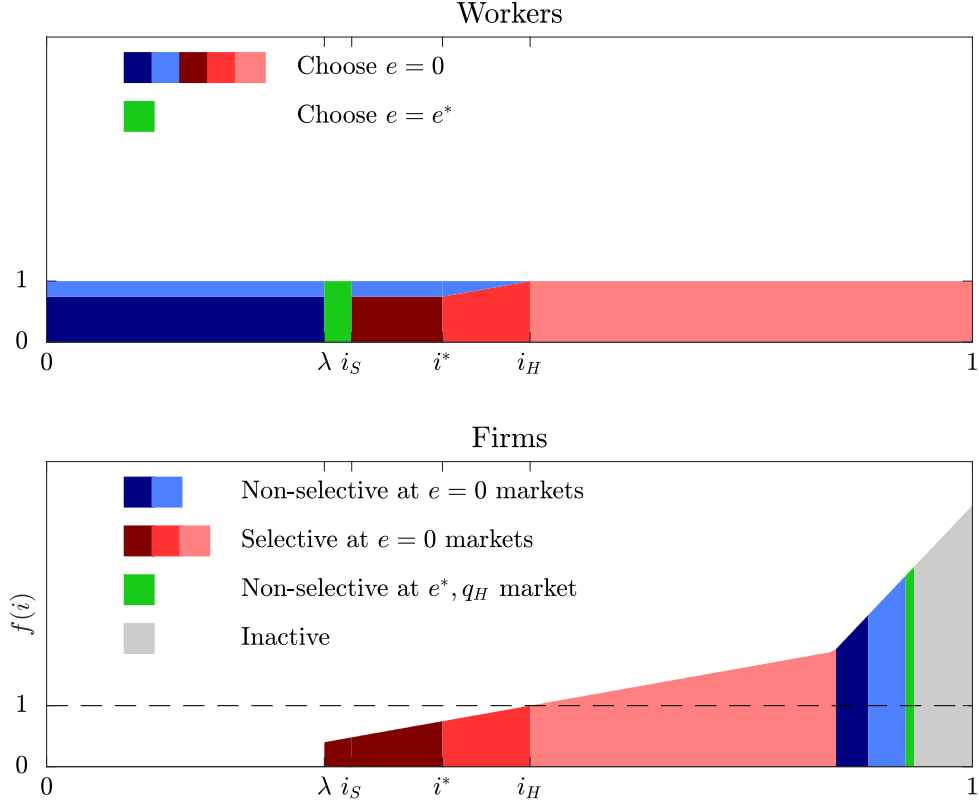 Workers
Choose e = 0
Choose e = e*
1
0
0 λ i_S i* i_H 1
Firms
Non-selective at e = 0 markets
Selective at e = 0 markets
Non-selective at e*, q_H market
Inactive
f(i)
1
0
0 λ i_S i* i_H 1